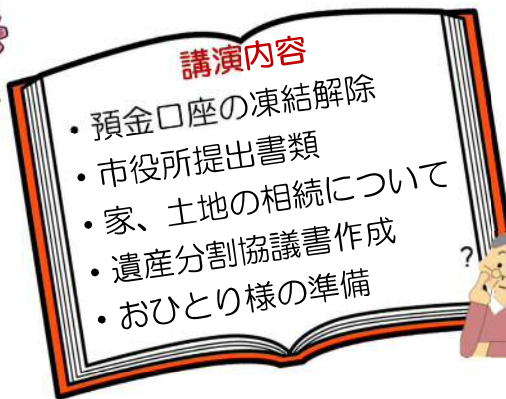 講演内容
・預金口座の凍結解除
・市役所提出書類
・家、土地の相続について
・遺産分割協議書作成
・おひとり様の準備
?